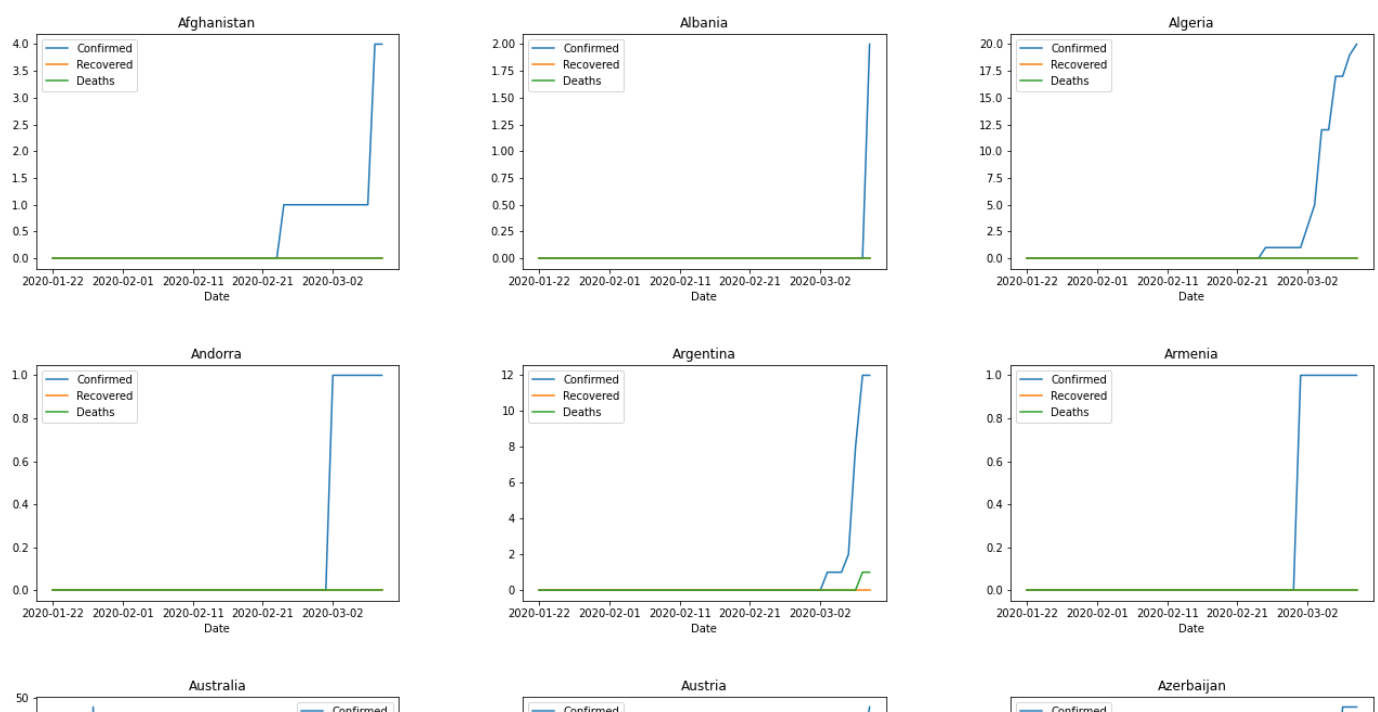 Afghanistan
4.0
3.5
3.0
2.5
2.0
1.5
1.0
0.5
0.0
Confirmed
Recovered
Deaths
2020-01-22 2020-02-01 2020-02-11 2020-02-21 2020-03-02
Date
Albania
2.00
1.75
1.50
1.25
1.00
0.75
0.50
0.25
0.00
Confirmed
Recovered
Deaths
2020-01-22 2020-02-01 2020-02-11 2020-02-21 2020-03-02
Date
Algeria
20.0
17.5
15.0
12.5
10.0
7.5
5.0
2.5
0.0
Confirmed
Recovered
Deaths
2020-01-22 2020-02-01 2020-02-11 2020-02-21 2020-03-02
Date
Andorra
1.0
0.8
0.6
0.4
0.2
0.0
Confirmed
Recovered
Deaths
2020-01-22 2020-02-01 2020-02-11 2020-02-21 2020-03-02
Date
Argentina
12
10
8
6
4
2
0
Confirmed
Recovered
Deaths
2020-01-22 2020-02-01 2020-02-11 2020-02-21 2020-03-02
Date
Armenia
1.0
0.8
0.6
0.4
0.2
0.0
Confirmed
Recovered
Deaths
2020-01-22 2020-02-01 2020-02-11 2020-02-21 2020-03-02
Date
Australia
50
Confirmed
Austria
Confirmed
Azerbaijan
Confirmed